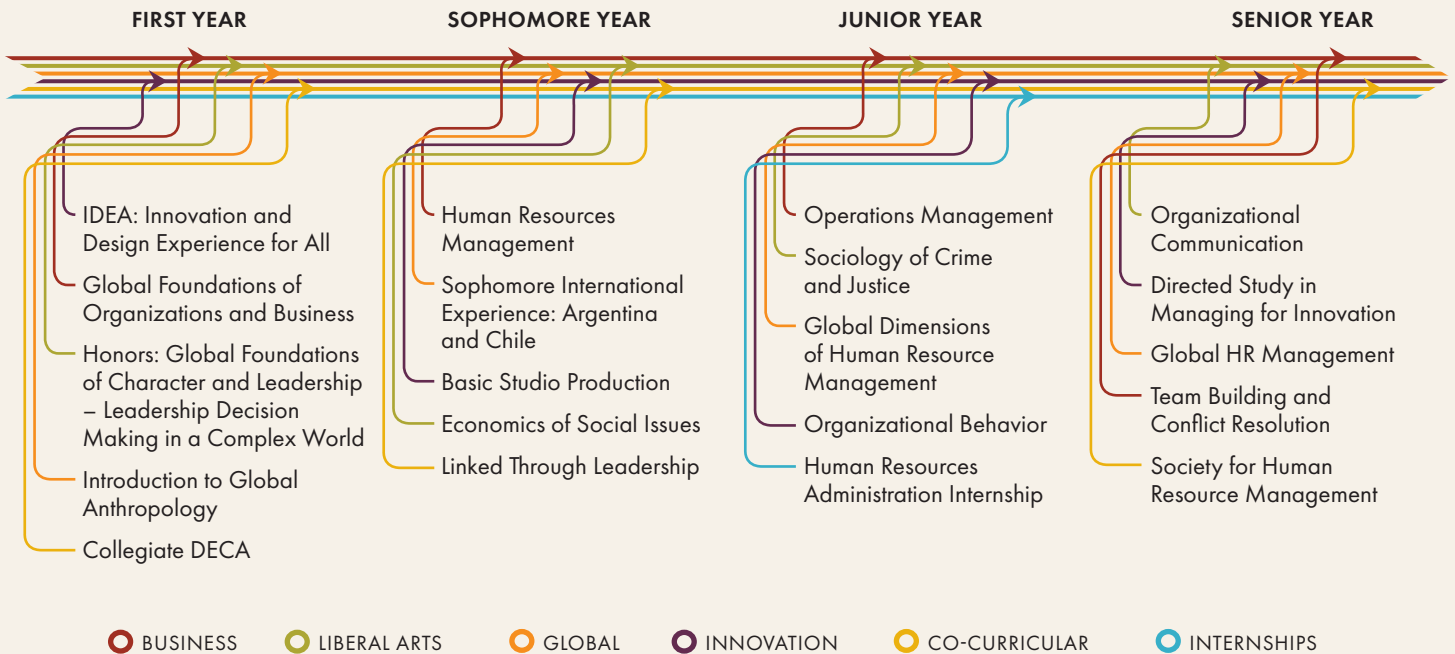 FIRST YEAR
IDEA: Innovation and
Design Experience for All
Global Foundations of
Organizations and Business
Honors: Global Foundations
of Character and Leadership
– Leadership Decision
Making in a Complex World
Introduction to Global
Anthropology
Collegiate DECA
SOPHOMORE YEAR
Human Resources
Management
Sophomore International
Experience: Argentina
and Chile
Basic Studio Production
Economics of Social Issues
Linked Through Leadership
JUNIOR YEAR
Operations Management
Sociology of Crime
and Justice
Global Dimensions
of Human Resource
Management
Organizational Behavior
Human Resources
Administration Internship
SENIOR YEAR
Organizational
Communication
Directed Study in
Managing for Innovation
Global HR Management
Team Building and
Conflict Resolution
Society for Human
Resource Management
BUSINESS
LIBERAL ARTS
GLOBAL
INNOVATION
CO-CURRICULAR
INTERNSHIPS